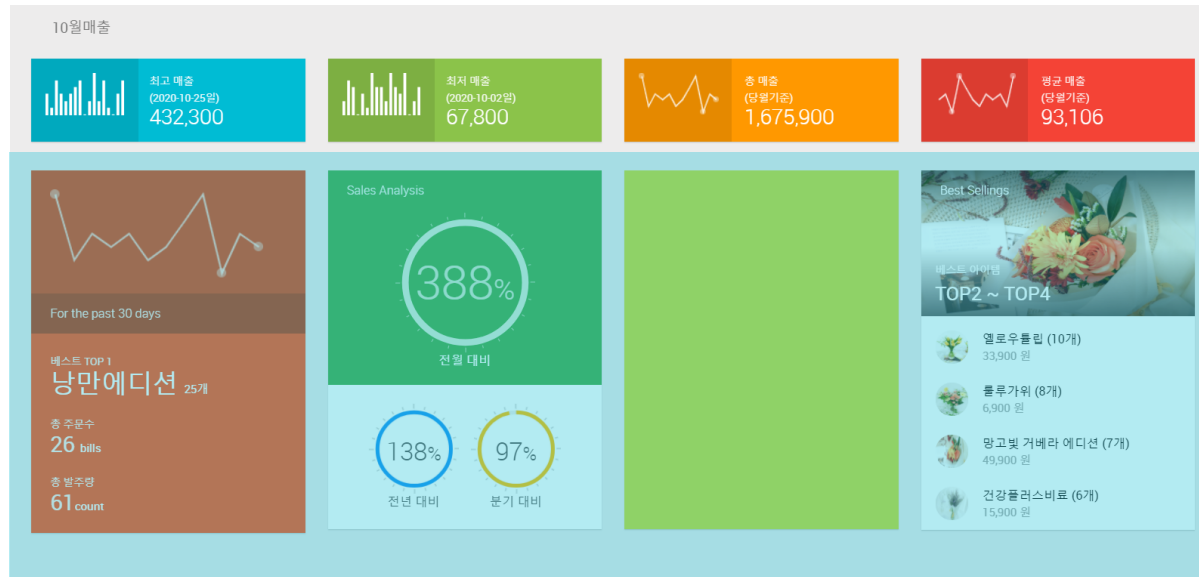 10월매출
최고 매출
(2020-10-25일)
432,300
최저 매출
(2020-10-02일)
67,800
총 매출
(당월기준)
1,675,900
평균 매출
(당월기준)
93,106
For the past 30 days
베스트 TOP 1
낭만에디션 25개
총 주문수
26 bills
총 발주량
61 count
Sales Analysis
388%
전월 대비
138%
전년 대비
97%
분기 대비
Best Sellings
베스트 아이템
TOP2 ~ TOP4
옐로우튤립 (10개)
33,900 원
룰루가위 (8개)
6,900 원
망고빛 거베라 에디션 (7개)
49,900 원
건강플러스비료 (6개)
15,900 원